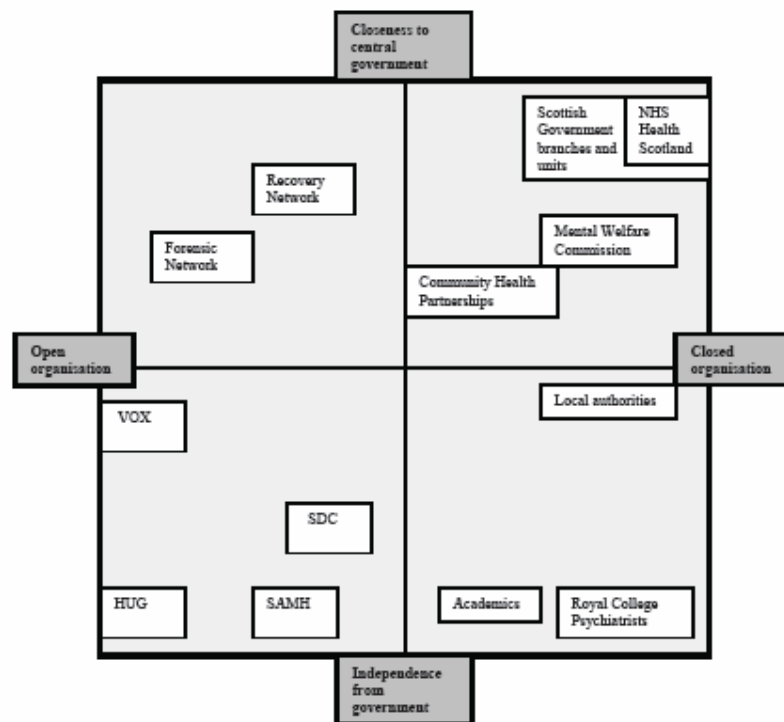 Closeness to
central
government
Scottish
Government
branches and
units
NHS
Health
Scotland
Recovery
Network
Forensic
Network
Mental Welfare
Commission
Community Health
Partnerships
Open
organisation
Closed
organisation
Local authorities
VOX
SDC
HUG
SAMH
Academics
Royal College
Psychiatrists
Independence
from
government